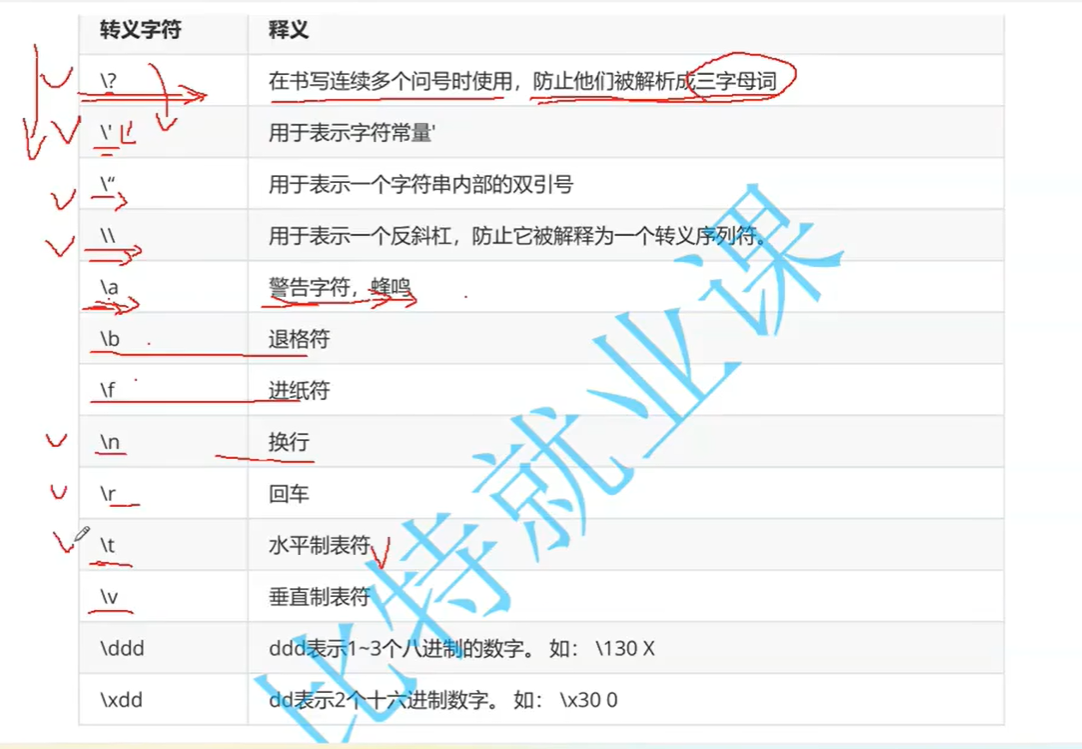 转义字符 释义
\? 在书写连续多个问号时使用，防止他们被解析成三字母词
\' 用于表示字符常量'
\“ 用于表示一个字符串内部的双引号
\\ 用于表示一个反斜杠，防止它被解释为一个转义序列符。
\a 警告字符，蜂鸣
\b 退格符
\f 进纸符
\n 换行
\r 回车
\t 水平制表符
\v 垂直制表符
\ddd ddd表示1~3个八进制的数字。 如： \130 X
\xdd dd表示2个十六进制数字。 如： \x30 0
比特就业课